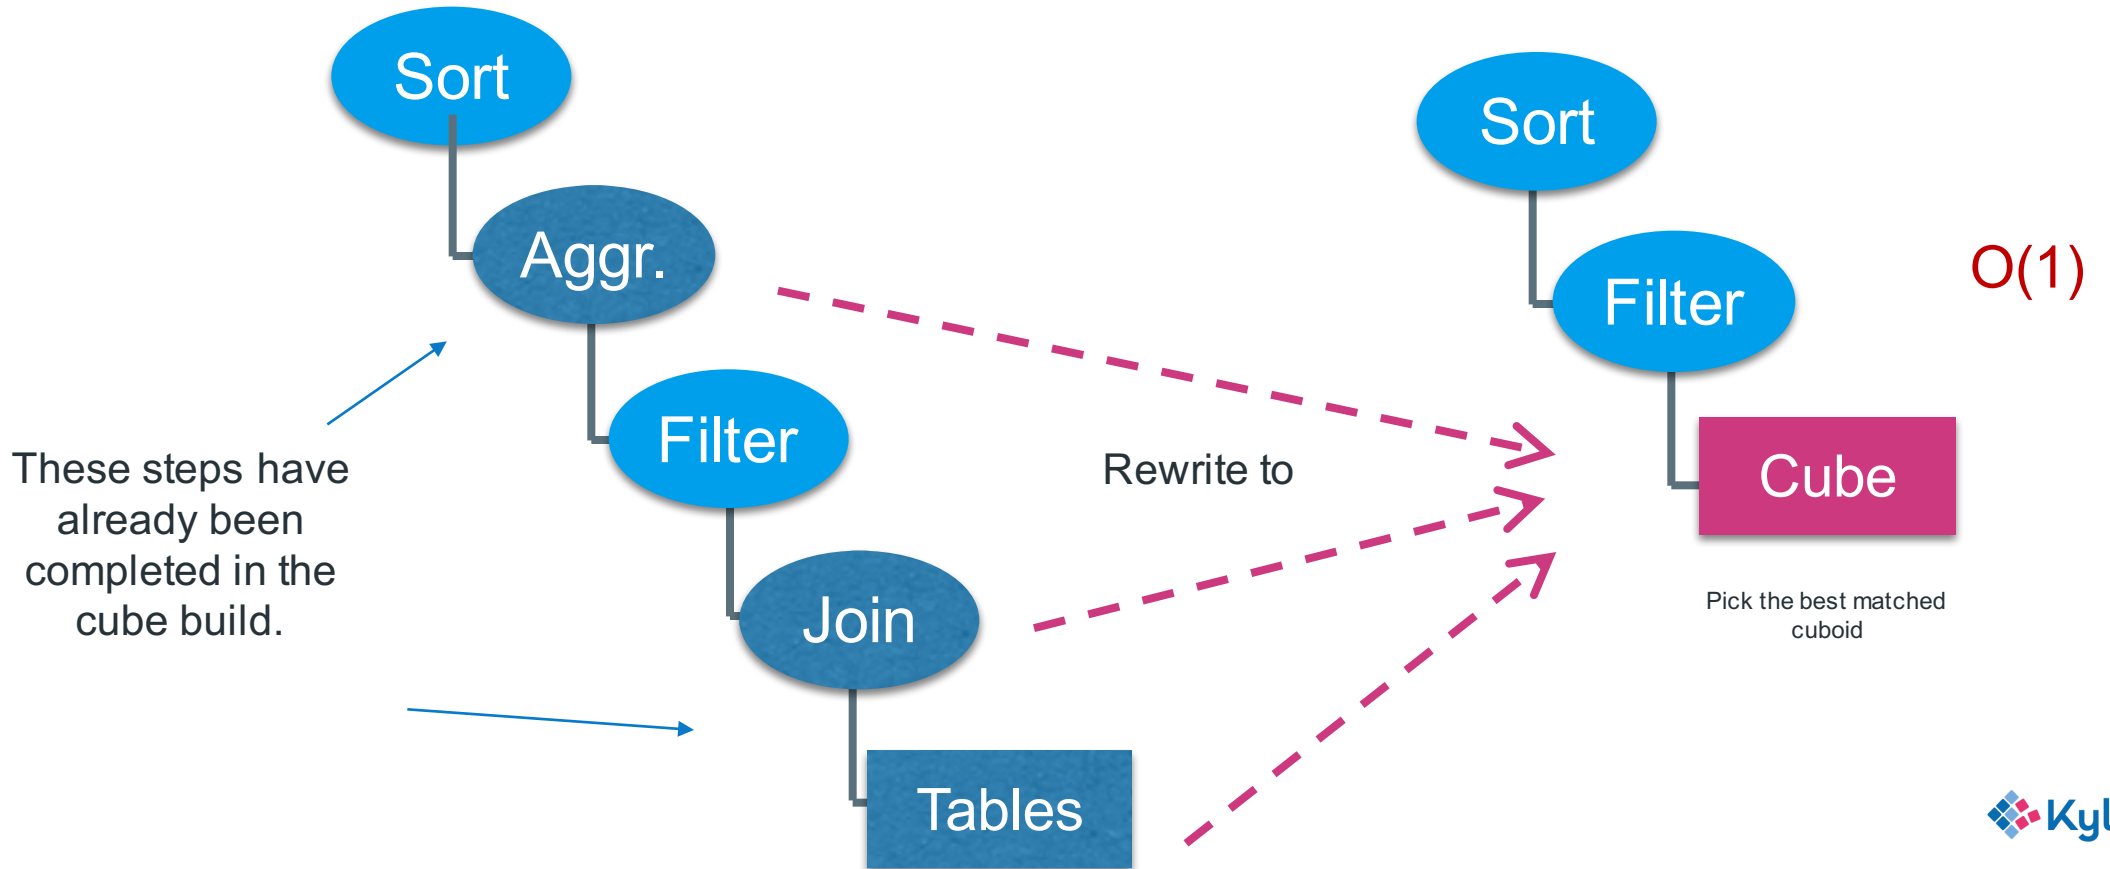 Sort
Aggr.
Filter
Join
Tables
These steps have
already been
completed in the
cube build.
Rewrite to
Sort
Filter
Cube
O(1)
Pick the best matched
cuboid
Kyl